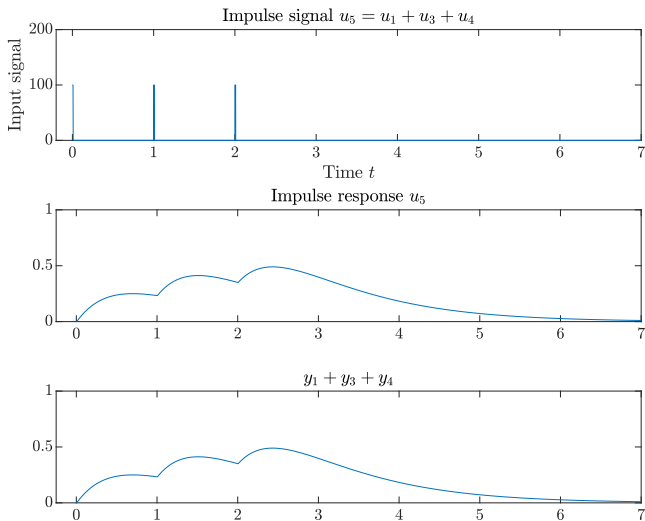 Impulse signal u₅ = u₁ + u₃ + u₄
Input signal
200
100
0
0 1 2 3 4 5 6 7
Time t
Impulse response u₅
1
0.5
0
0 1 2 3 4 5 6 7
y₁ + y₃ + y₄
1
0.5
0
0 1 2 3 4 5 6 7